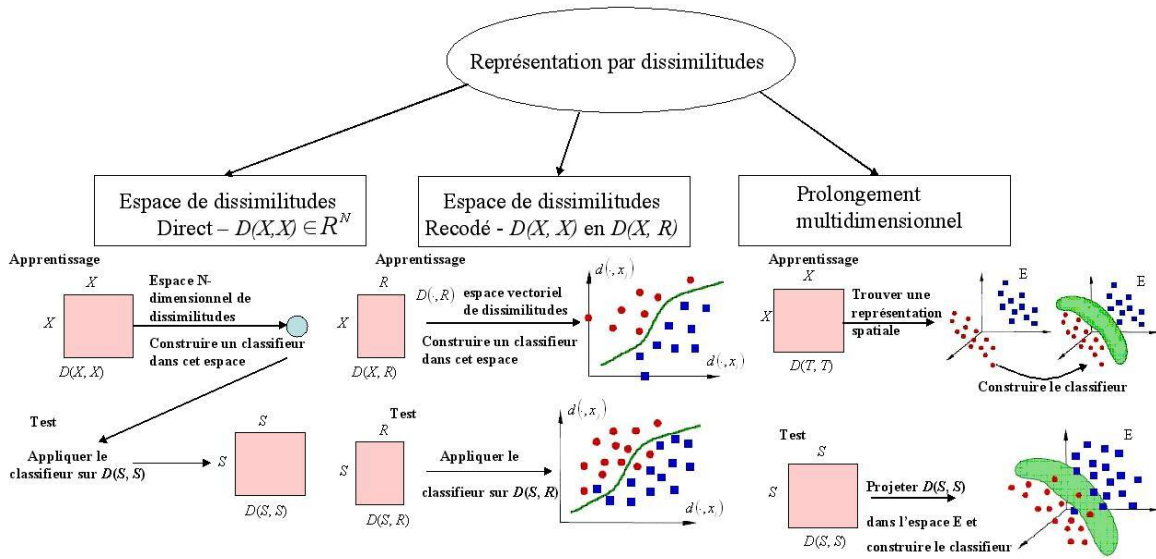 Représentation par dissimilitudes
Espace de dissimilitudes
Direct – D(X,X) ∈ R^N
Espace de dissimilitudes
Recodé - D(X, X) en D(X, R)
Prolongement
multidimensionnel
Apprentissage
X
X
D(X, X)
Espace N-
dimensionnel de
dissimilitudes
Construire un classifieur
dans cet espace
Test
Appliquer le
classifieur sur D(S, S)
S
S
D(S, S)
Apprentissage
R
X
D(X, R)
D(·, R) espace vectoriel
de dissimilitudes
Construire un classifieur
dans cet espace
d(·, x_j)
d(·, x_i)
Test
R
S
D(S, R)
Appliquer le
classifieur sur D(S, R)
d(·, x_j)
d(·, x_i)
Apprentissage
X
X
D(T, T)
Trouver une
représentation
spatiale
E
E
Construire le classifieur
Test
S
S
D(S, S)
Projeter D(S, S)
dans l'espace E et
construire le classifieur
E